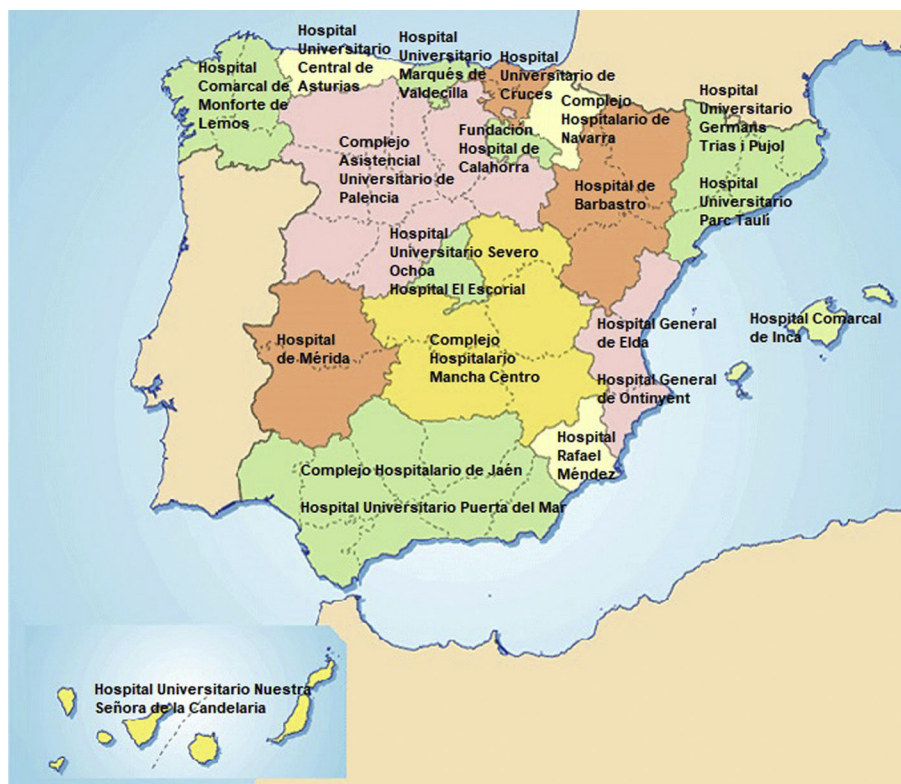 Hospital
Comarcal de
Monforte de
Lemos
Hospital
Universitario
Central de
Asturias
Hospital
Universitario
Marqués de
Valdecilla
Hospital
Universitario de
Cruces
Complejo
Hospitalario de
Navarra
Hospital
Universitario
Germans
Trias i Pujol
Complejo
Asistencial
Universitario de
Palencia
Fundación
Hospital de
Calahorra
Hospital de
Barbastro
Hospital
Universitario
Parc Taulí
Hospital
Universitario Severo
Ochoa
Hospital El Escorial
Hospital
de Mérida
Complejo
Hospitalario
Mancha Centro
Hospital General
de Elda
Hospital Comarcal
de Inca
Hospital General
de Ontinyent
Hospital
Rafael
Méndez
Complejo Hospitalario de Jaén
Hospital Universitario Puerta del Mar
Hospital Universitario Nuestra
Señora de la Candelaria